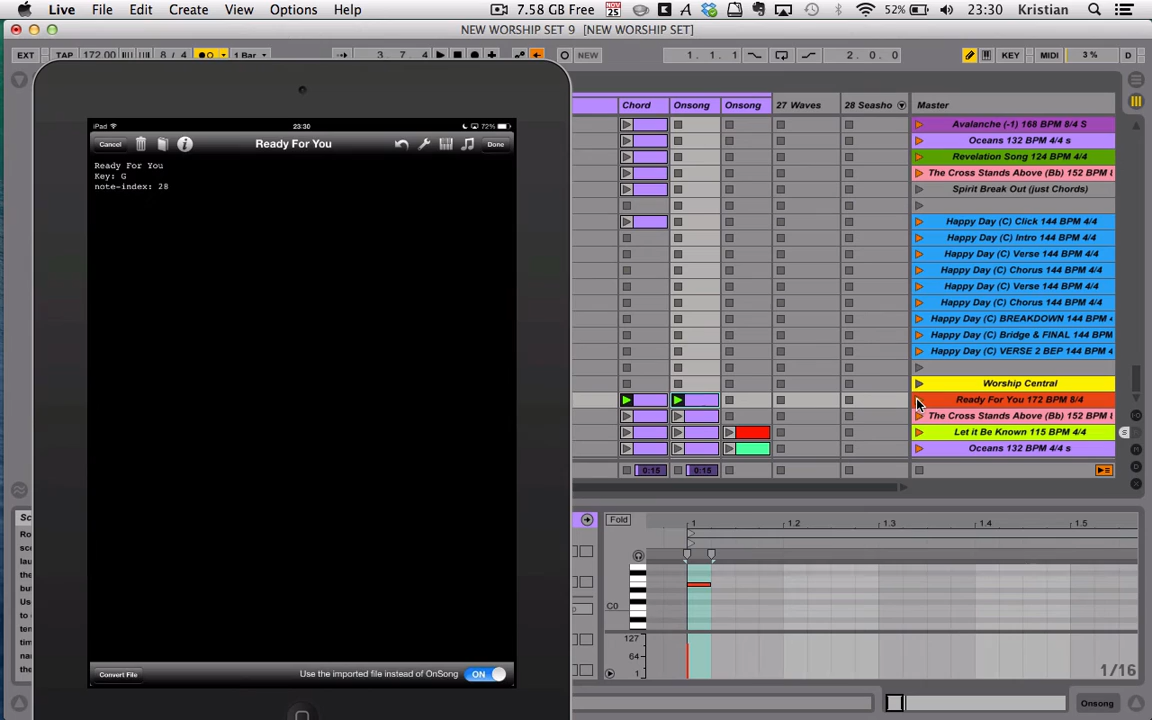 Live File Edit Create View Options Help 7.58 GB Free NOV 25 52% 23:30 Kristian
NEW WORSHIP SET 9 [NEW WORSHIP SET]
EXT TAP 172.00 8 / 4 1 Bar 3. 7. 4 NEW 1. 1. 1 2. 0. 0 KEY MIDI 3 % D
iPad 23:30 72%
Cancel Ready For You Done
Ready For You
Key: G
note-index: 28
Convert File Use the imported file instead of OnSong ON
Chord Onsong Onsong 27 Waves 28 Seasho Master
Avalanche (-1) 168 BPM 8/4 S
Oceans 132 BPM 4/4 s
Revelation Song 124 BPM 4/4
The Cross Stands Above (Bb) 152 BPM
Spirit Break Out (just Chords)
Happy Day (C) Click 144 BPM 4/4
Happy Day (C) Intro 144 BPM 4/4
Happy Day (C) Verse 144 BPM 4/4
Happy Day (C) Chorus 144 BPM 4/4
Happy Day (C) Verse 144 BPM 4/4
Happy Day (C) Chorus 144 BPM 4/4
Happy Day (C) BREAKDOWN 144 BPM 4
Happy Day (C) Bridge & FINAL 144 BPM
Happy Day (C) VERSE 2 BEP 144 BPM 4
Worship Central
Ready For You 172 BPM 8/4
The Cross Stands Above (Bb) 152 BPM
Let it Be Known 115 BPM 4/4
Oceans 132 BPM 4/4 s
0:15 0:15
Fold 1 1.2 1.3 1.4 1.5
C0
127
64
1
1/16
Onsong